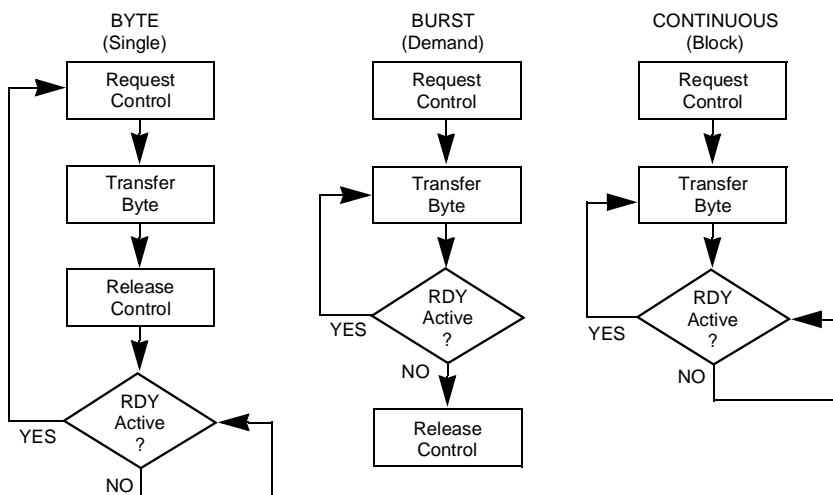 BYTE
(Single)
Request
Control
Transfer
Byte
Release
Control
RDY
Active
?
YES
NO
BURST
(Demand)
Request
Control
Transfer
Byte
RDY
Active
?
YES
NO
Release
Control
CONTINUOUS
(Block)
Request
Control
Transfer
Byte
RDY
Active
?
YES
NO